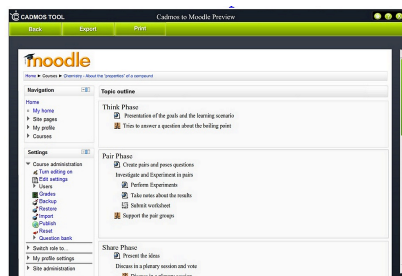 CADMOS TOOL
Cadmos to Moodle Preview
Back Export Print
moodle
Home ► Courses ► Chemistry - About the "properties" of a compound
Navigation
Home
My home
Site pages
My profile
Courses
Settings
Course administration
Turn editing on
Edit settings
Users
Grades
Backup
Restore
Import
Publish
Reset
Question bank
Switch role to...
My profile settings
Site administration
Topic outline
Think Phase
Presentation of the goals and the learning scenario
Tries to answer a question about the boiling point
Pair Phase
Create pairs and poses questions
Investigate and Experiment in pairs
Perform Experiments
Take notes about the results
Submit worksheet
Support the pair groups
Share Phase
Present the ideas
Discuss in a plenary session and vote
Discuss in a plenary session